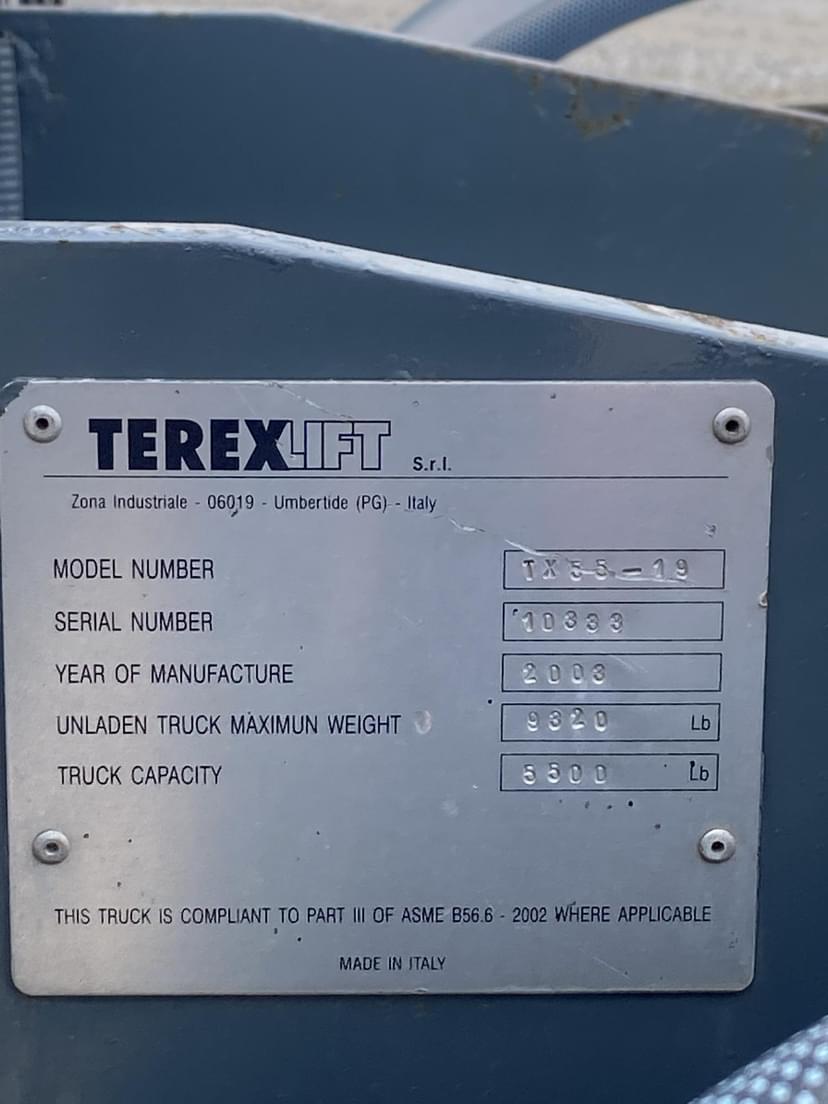 TEREXLIFT S.r.l.
Zona Industriale - 06019 - Umbertide (PG) - Italy
MODEL NUMBER TX55-19
SERIAL NUMBER 10333
YEAR OF MANUFACTURE 2003
UNLADEN TRUCK MAXIMUN WEIGHT 9320 Lb
TRUCK CAPACITY 5500 Lb
THIS TRUCK IS COMPLIANT TO PART III OF ASME B56.6 - 2002 WHERE APPLICABLE
MADE IN ITALY